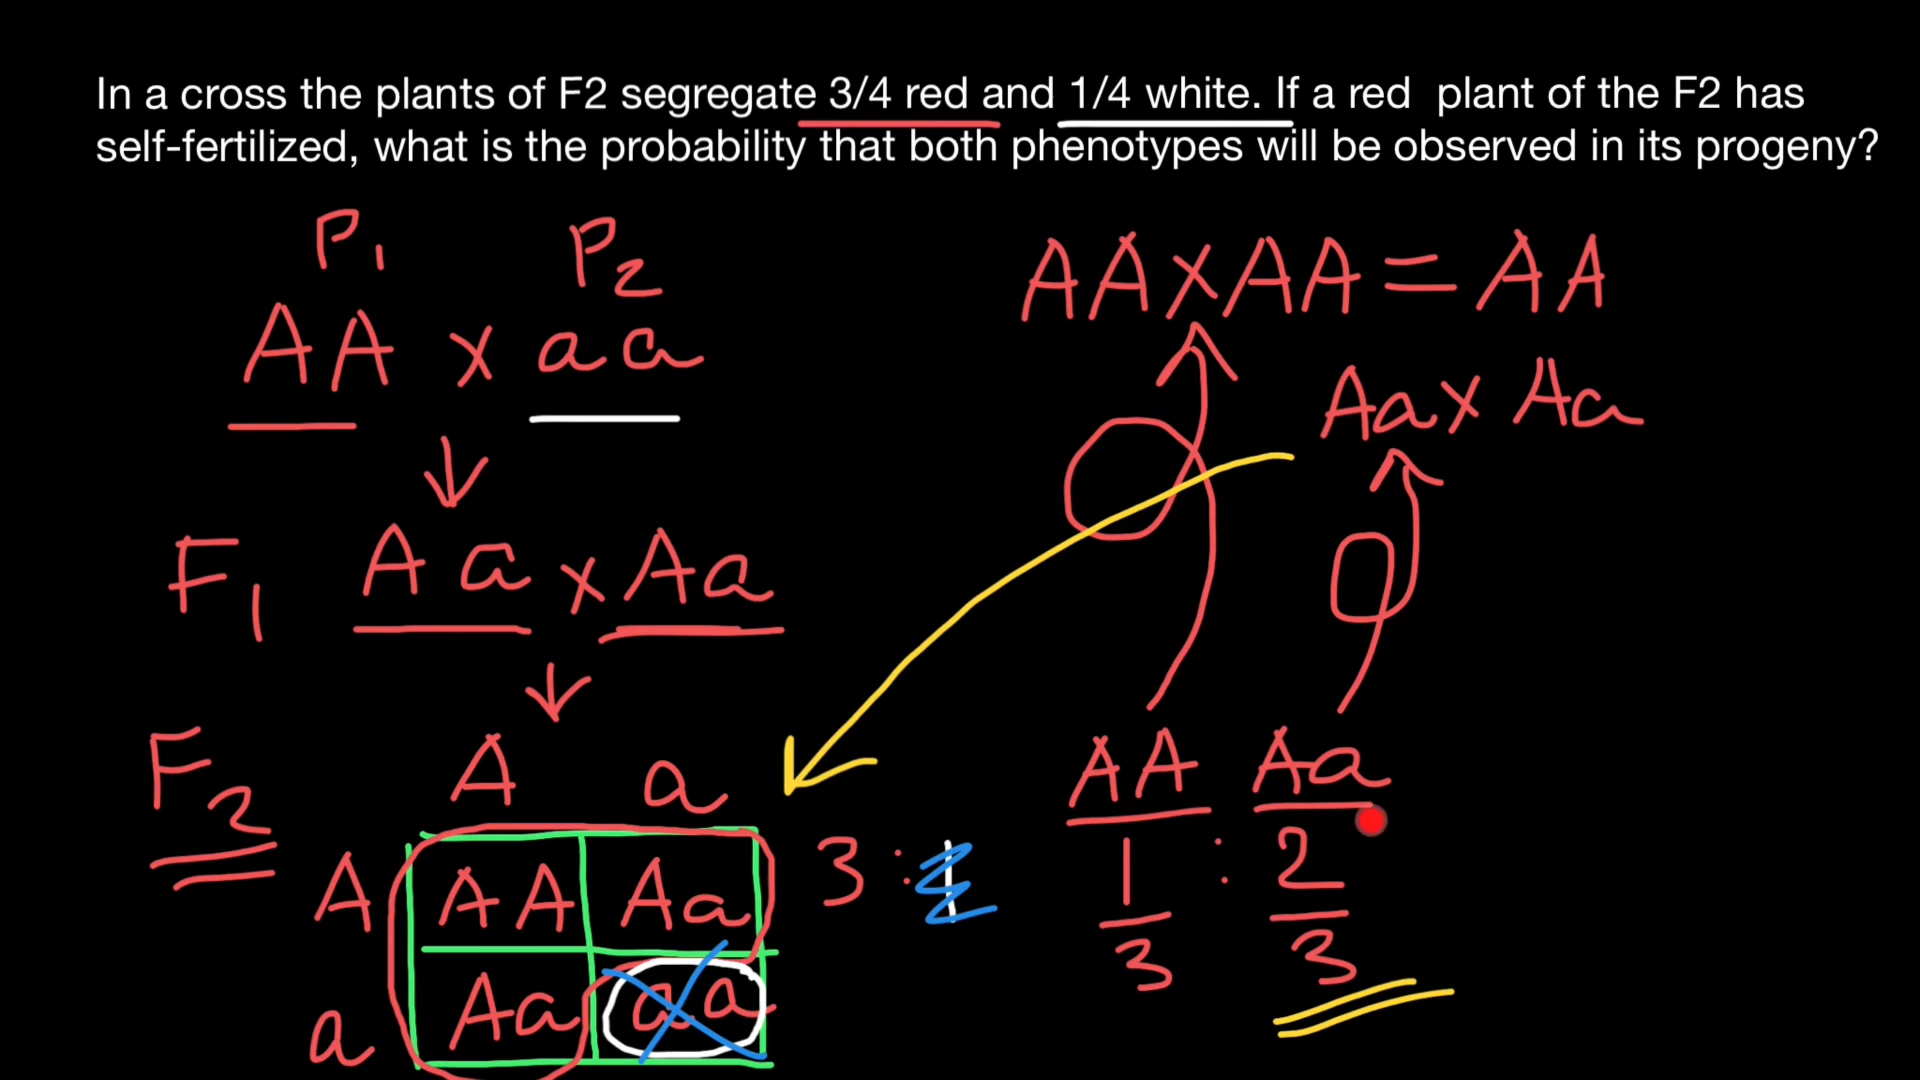 In a cross the plants of F2 segregate 3/4 red and 1/4 white. If a red plant of the F2 has
self-fertilized, what is the probability that both phenotypes will be observed in its progeny?
P1 P2
AA x aa
F1 Aa x Aa
F2
A a
A AA Aa
a Aa aa
3 : 1
AA x AA = AA
Aa x Aa
AA Aa
1 : 2
3 3